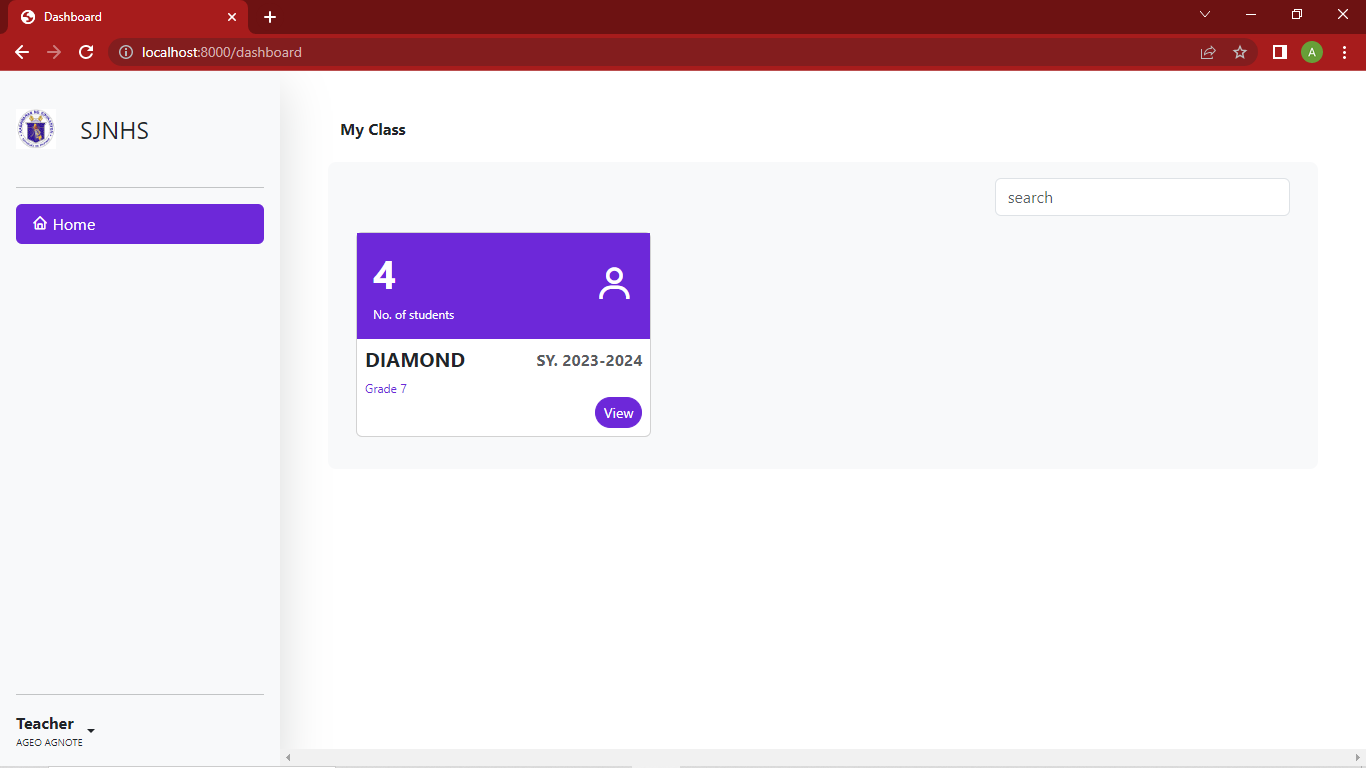 Dashboard
localhost:8000/dashboard
A
SJNHS
Home
My Class
search
4
No. of students
DIAMOND
SY. 2023-2024
Grade 7
View
Teacher
AGEO AGNOTE